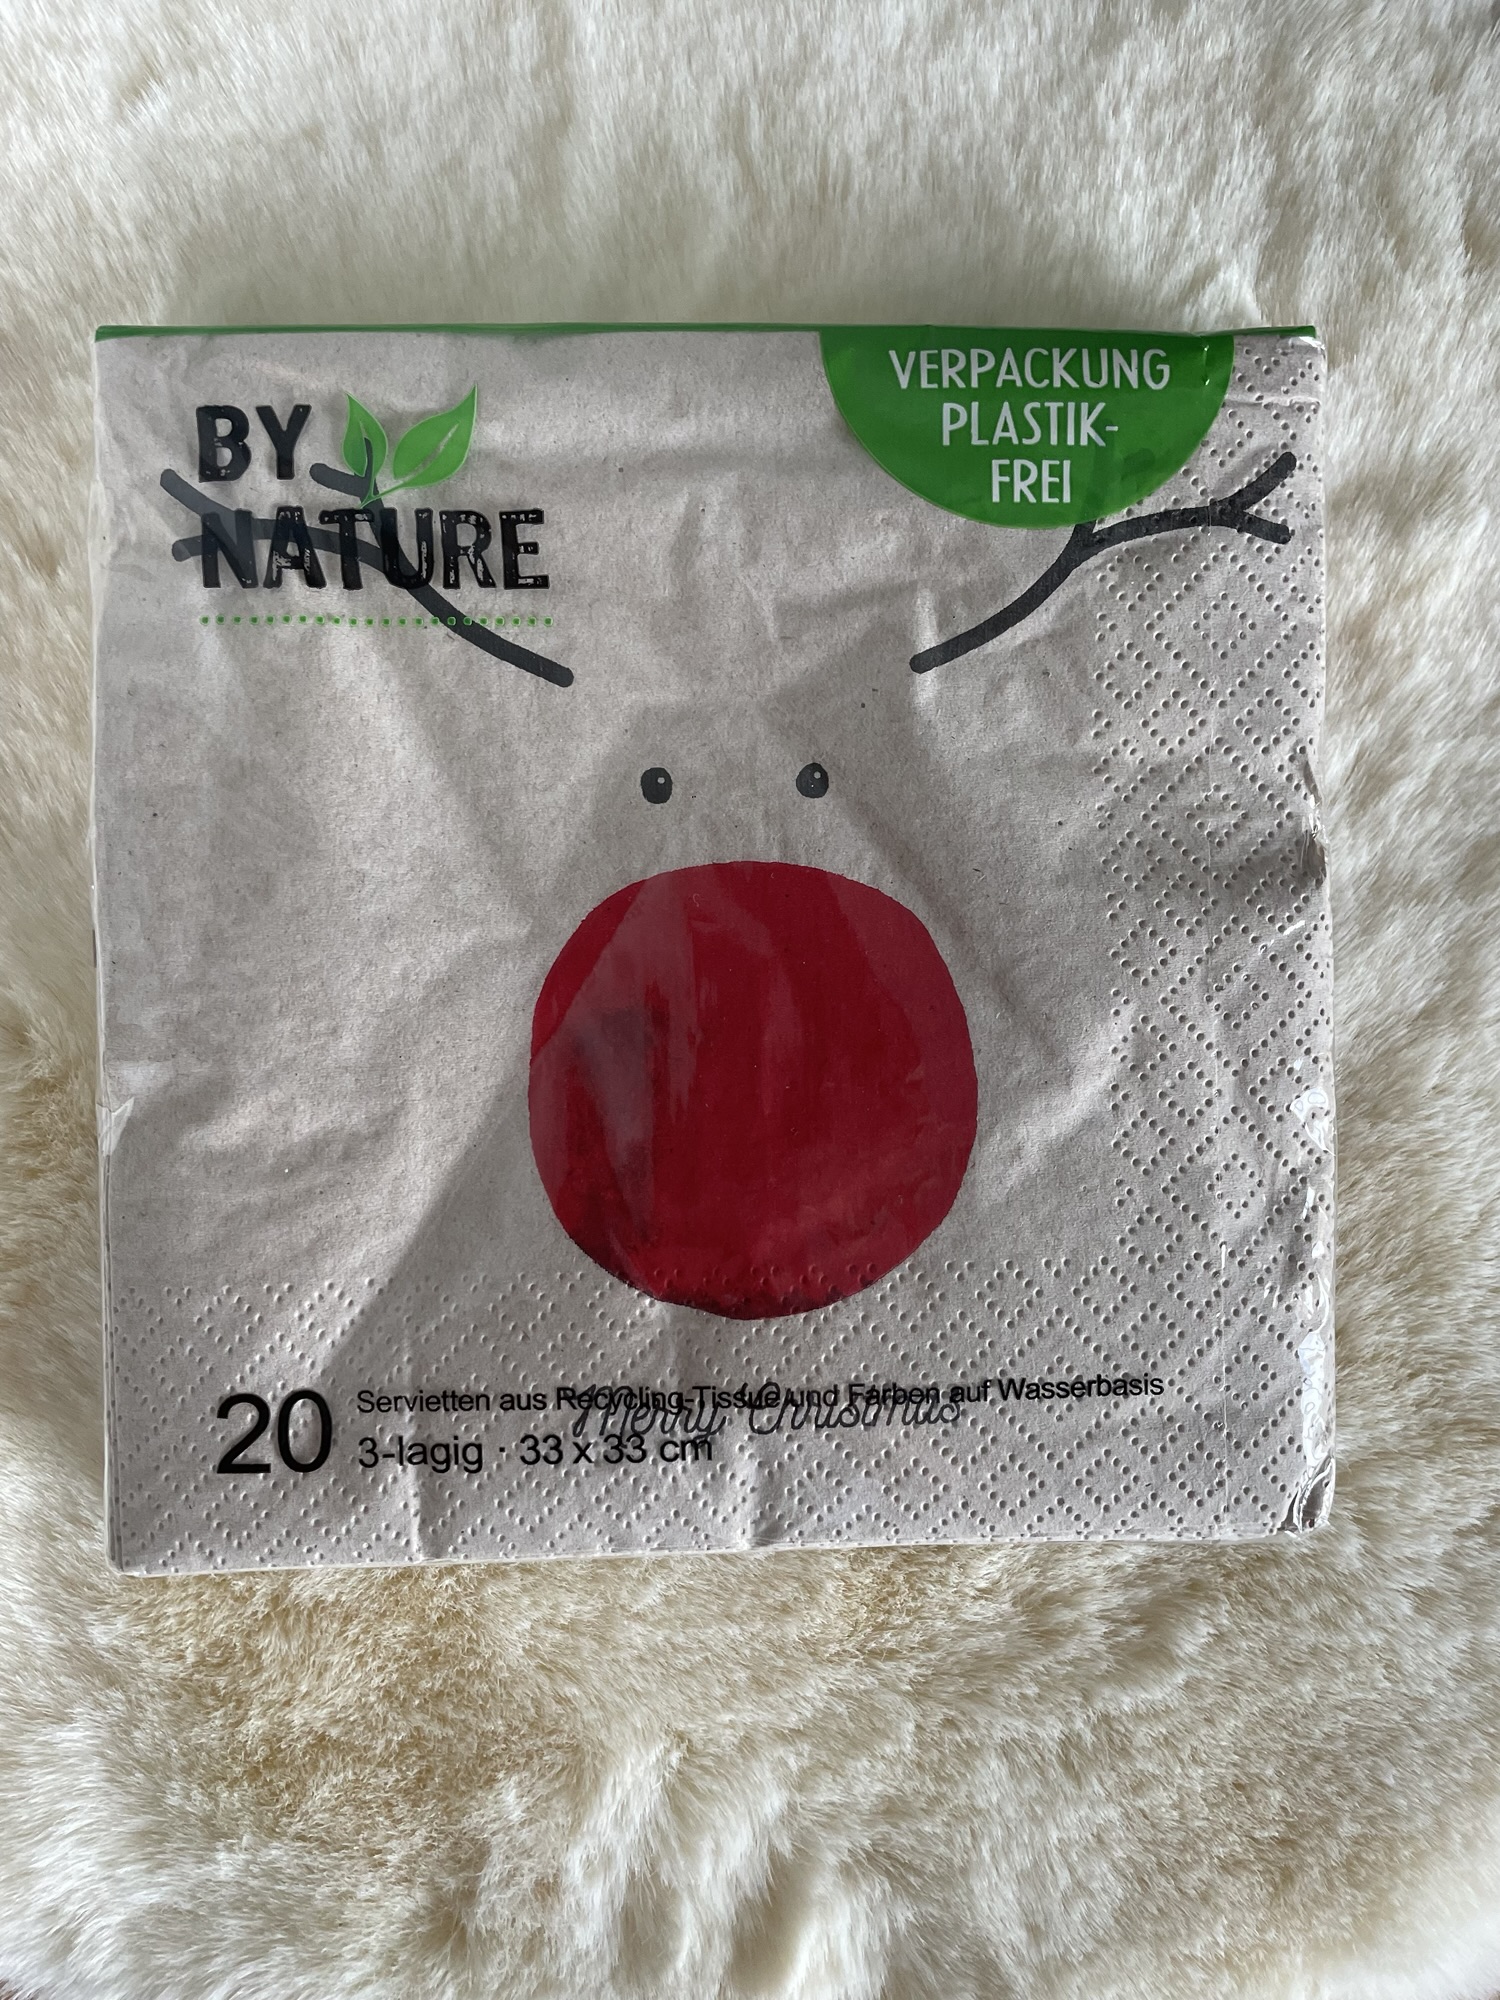 BY
NATURE
VERPACKUNG
PLASTIK-
FREI
20
Servietten aus Recycling-Tissue und Farben auf Wasserbasis
3-lagig · 33 x 33 cm
Merry Christmas